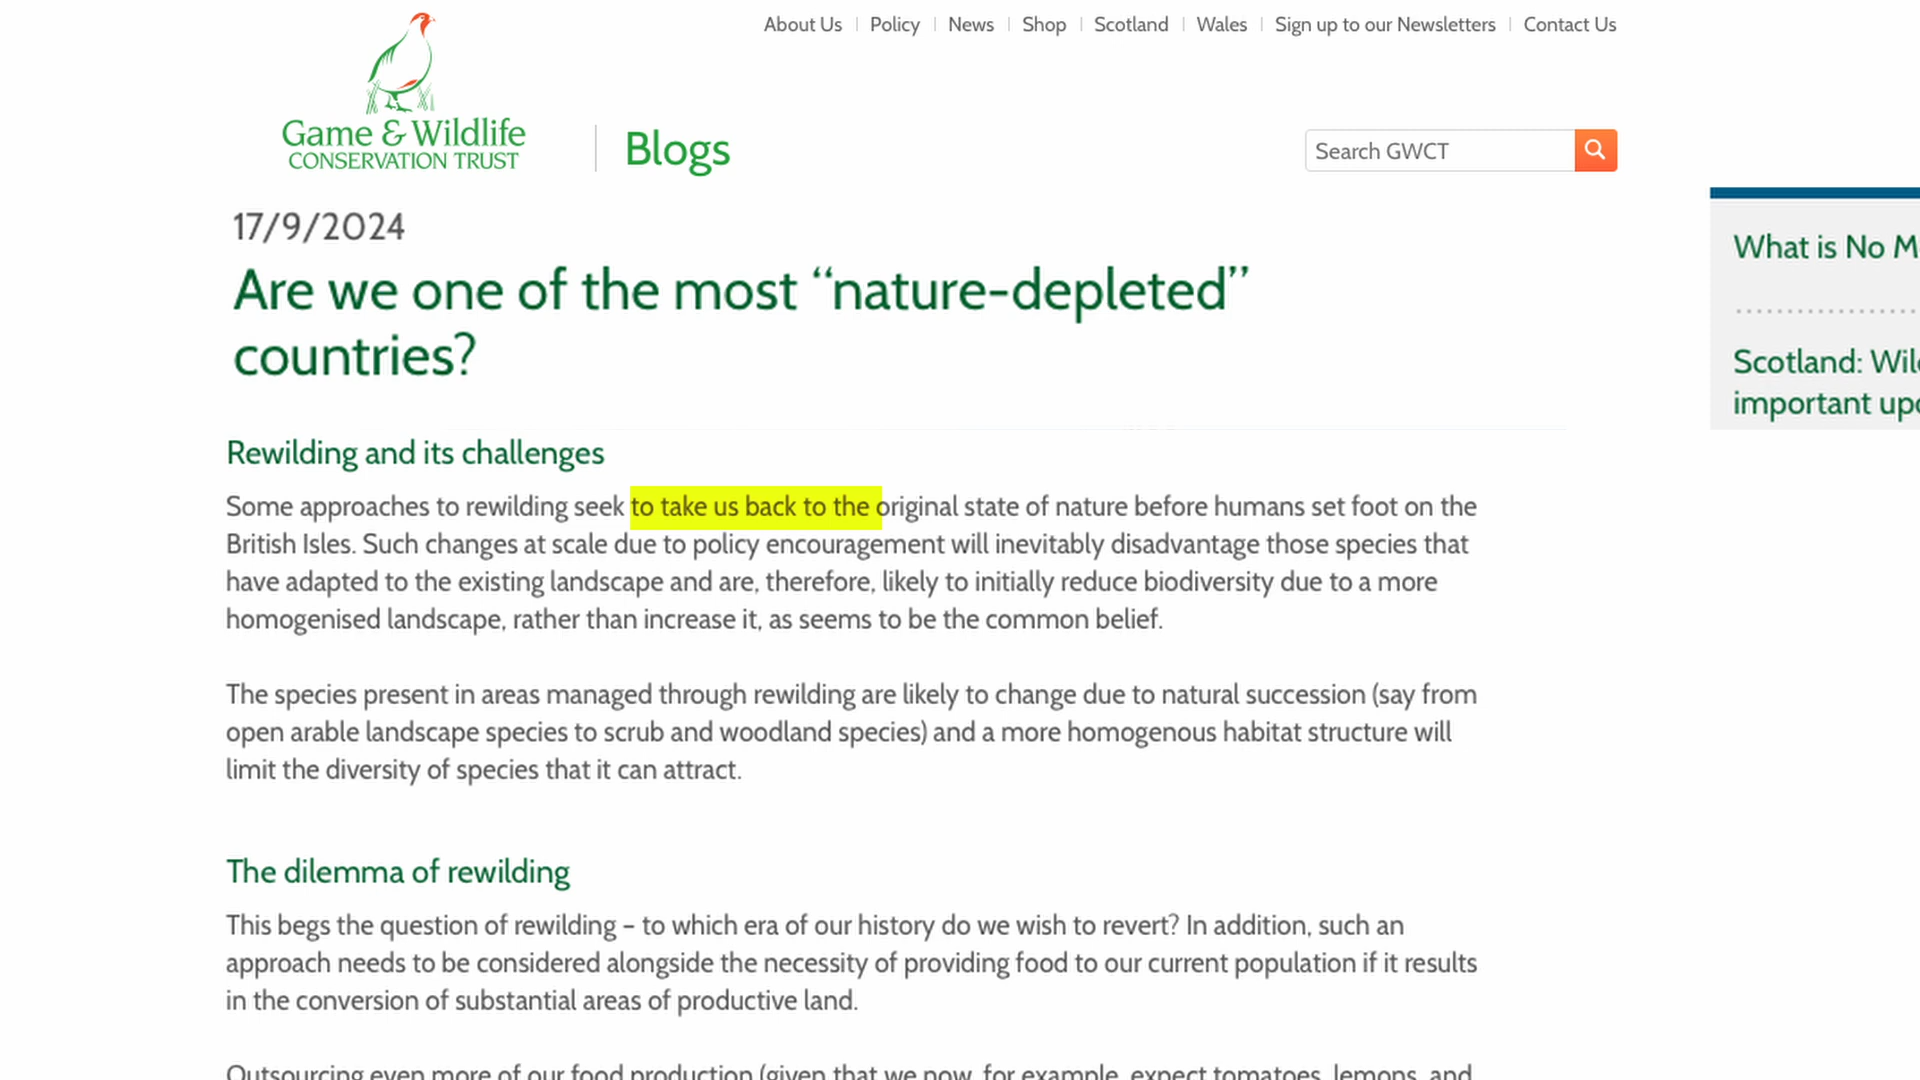 About Us Policy News Shop Scotland Wales Sign up to our Newsletters Contact Us
Game & Wildlife
CONSERVATION TRUST
Blogs
Search GWCT
17/9/2024
Are we one of the most “nature-depleted”
countries?
What is No M
Scotland: Wil
important up
Rewilding and its challenges
Some approaches to rewilding seek to take us back to the original state of nature before humans set foot on the
British Isles. Such changes at scale due to policy encouragement will inevitably disadvantage those species that
have adapted to the existing landscape and are, therefore, likely to initially reduce biodiversity due to a more
homogenised landscape, rather than increase it, as seems to be the common belief.
The species present in areas managed through rewilding are likely to change due to natural succession (say from
open arable landscape species to scrub and woodland species) and a more homogenous habitat structure will
limit the diversity of species that it can attract.
The dilemma of rewilding
This begs the question of rewilding – to which era of our history do we wish to revert? In addition, such an
approach needs to be considered alongside the necessity of providing food to our current population if it results
in the conversion of substantial areas of productive land.
Outsourcing even more of our food production (given that we now, for example, expect tomatoes, lemons, and